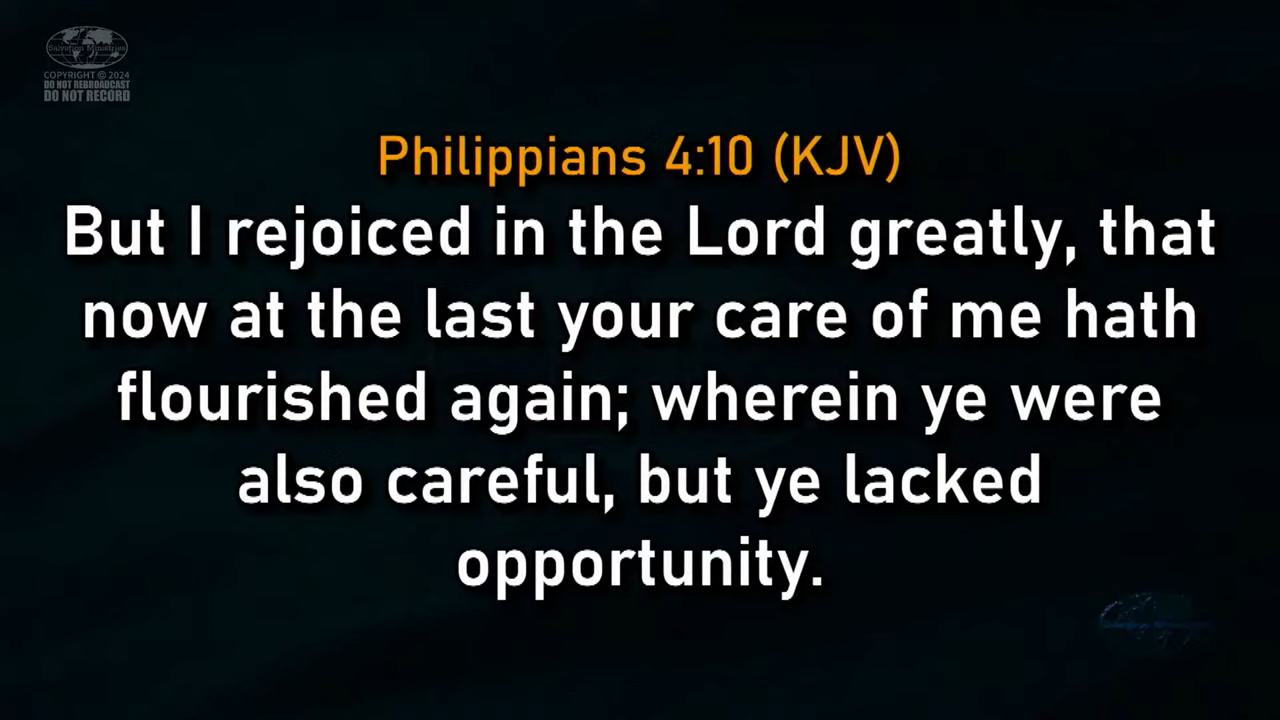 Salvation Ministries
COPYRIGHT © 2024
DO NOT REBROADCAST
DO NOT RECORD
Philippians 4:10 (KJV)
But I rejoiced in the Lord greatly, that
now at the last your care of me hath
flourished again; wherein ye were
also careful, but ye lacked
opportunity.